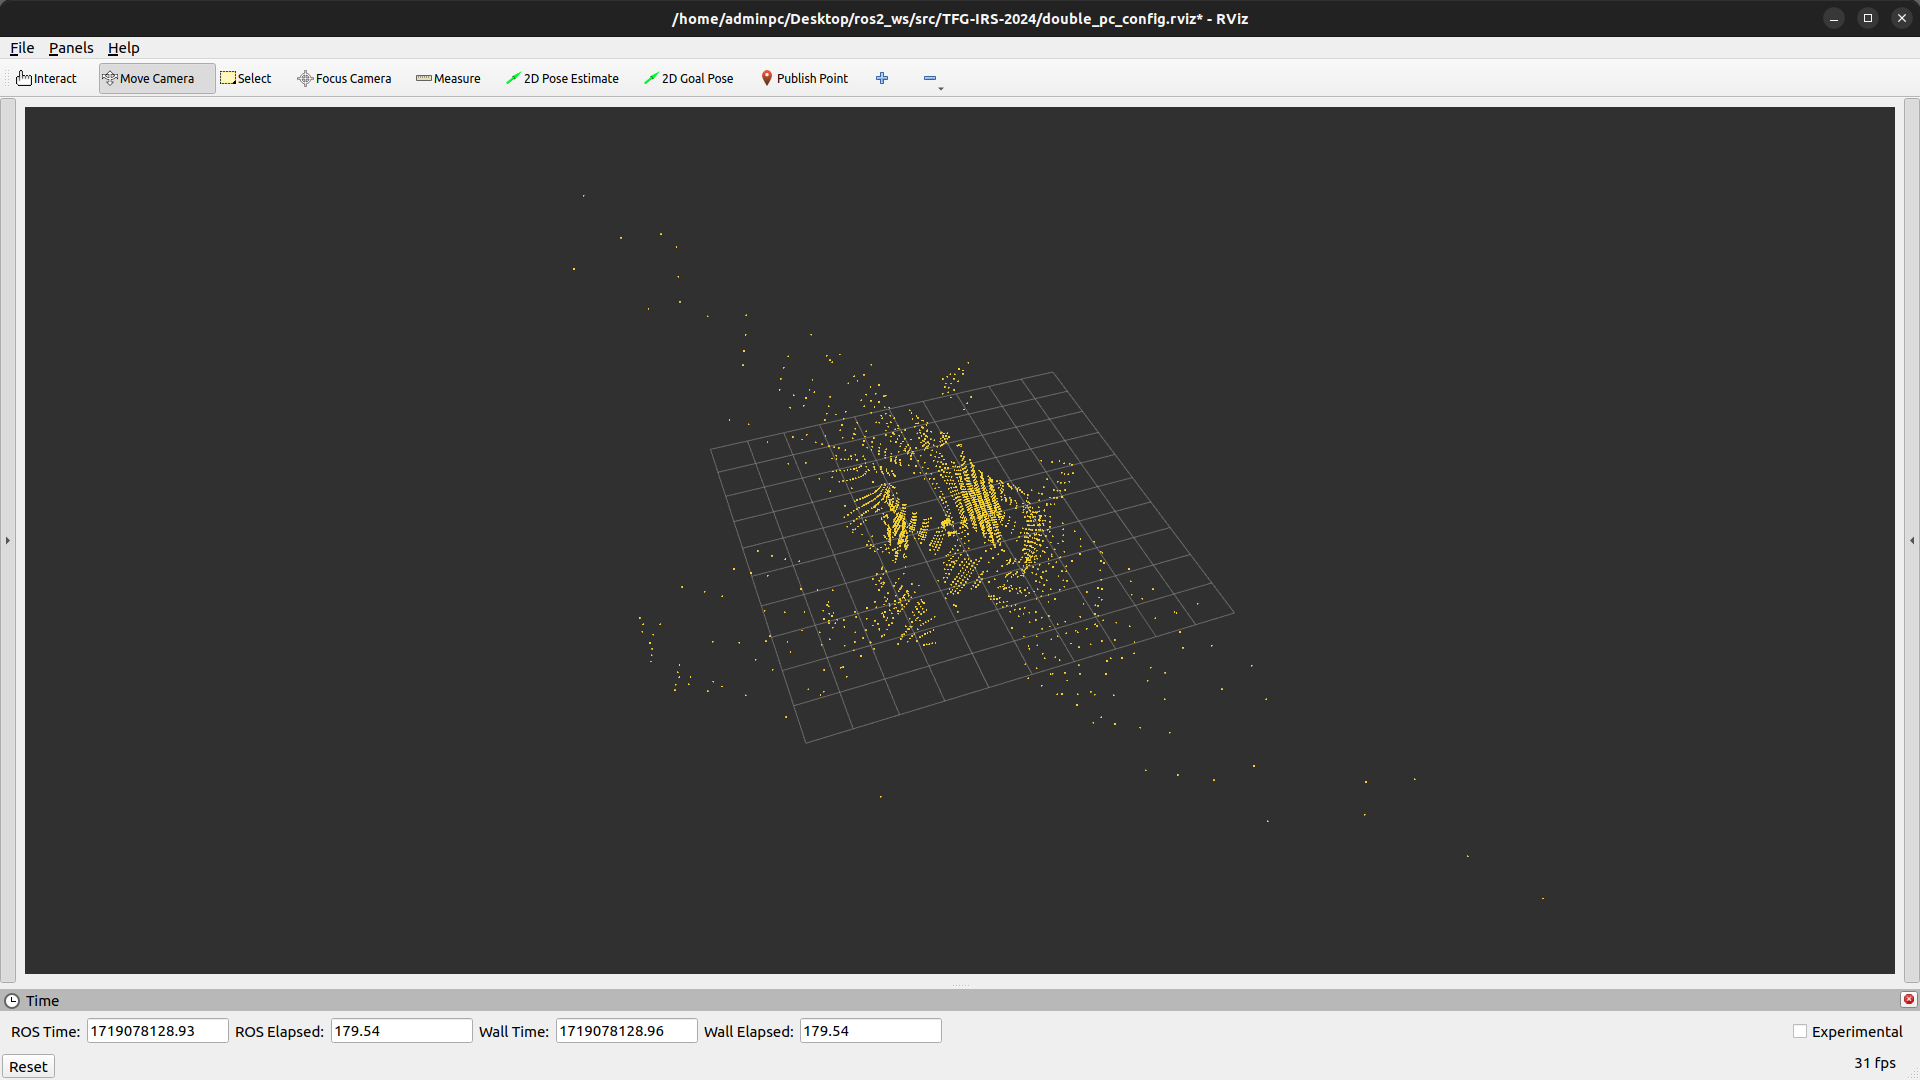 /home/adminpc/Desktop/ros2_ws/src/TFG-IRS-2024/double_pc_config.rviz* - RViz
File Panels Help
Interact Move Camera Select Focus Camera Measure 2D Pose Estimate 2D Goal Pose Publish Point
Time
ROS Time: 1719078128.93 ROS Elapsed: 179.54 Wall Time: 1719078128.96 Wall Elapsed: 179.54 Experimental
Reset 31 fps